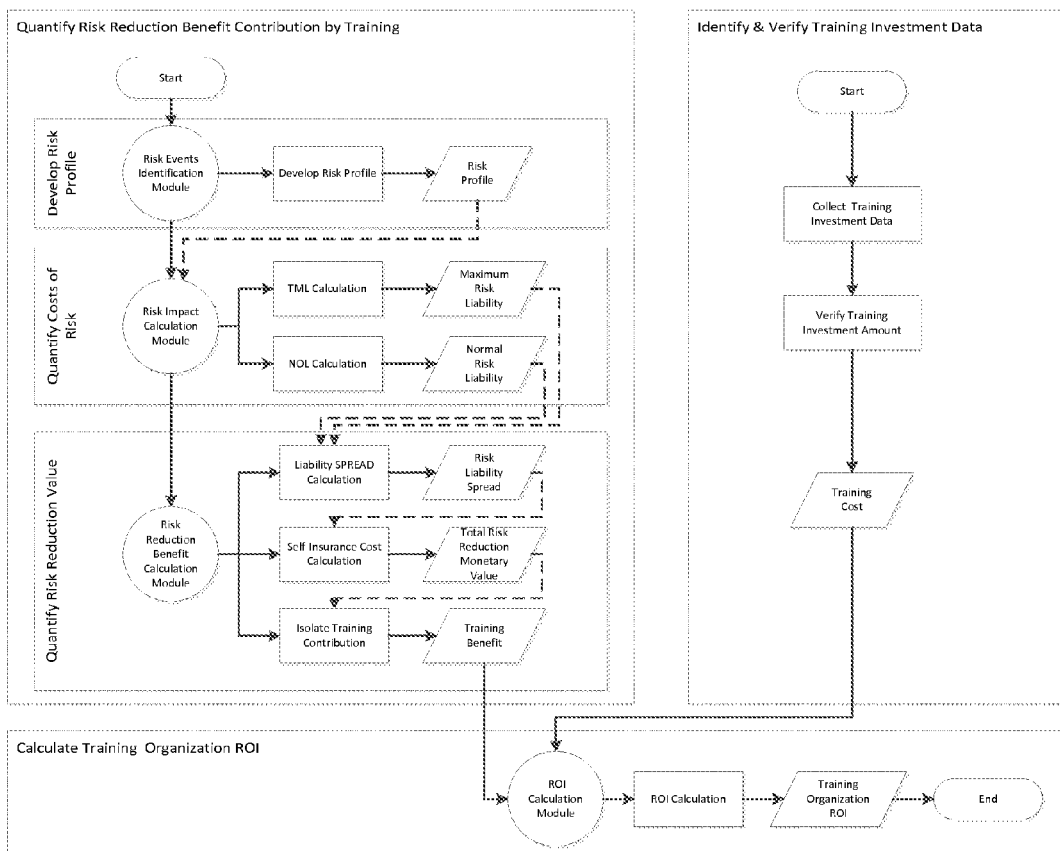 Quantify Risk Reduction Benefit Contribution by Training
Start
Develop Risk
Profile
Risk Events
Identification
Module
Develop Risk Profile
Risk
Profile
Quantify Costs of
Risk
Risk Impact
Calculation
Module
TML Calculation
Maximum
Risk
Liability
NOL Calculation
Normal
Risk
Liability
Quantify Risk Reduction Value
Risk
Reduction
Benefit
Calculation
Module
Liability SPREAD
Calculation
Risk
Liability
Spread
Self Insurance Cost
Calculation
Total Risk
Reduction
Monetary
Value
Isolate Training
Contribution
Training
Benefit
Identify & Verify Training Investment Data
Start
Collect Training
Investment Data
Verify Training
Investment Amount
Training
Cost
Calculate Training Organization ROI
ROI
Calculation
Module
ROI Calculation
Training
Organization
ROI
End